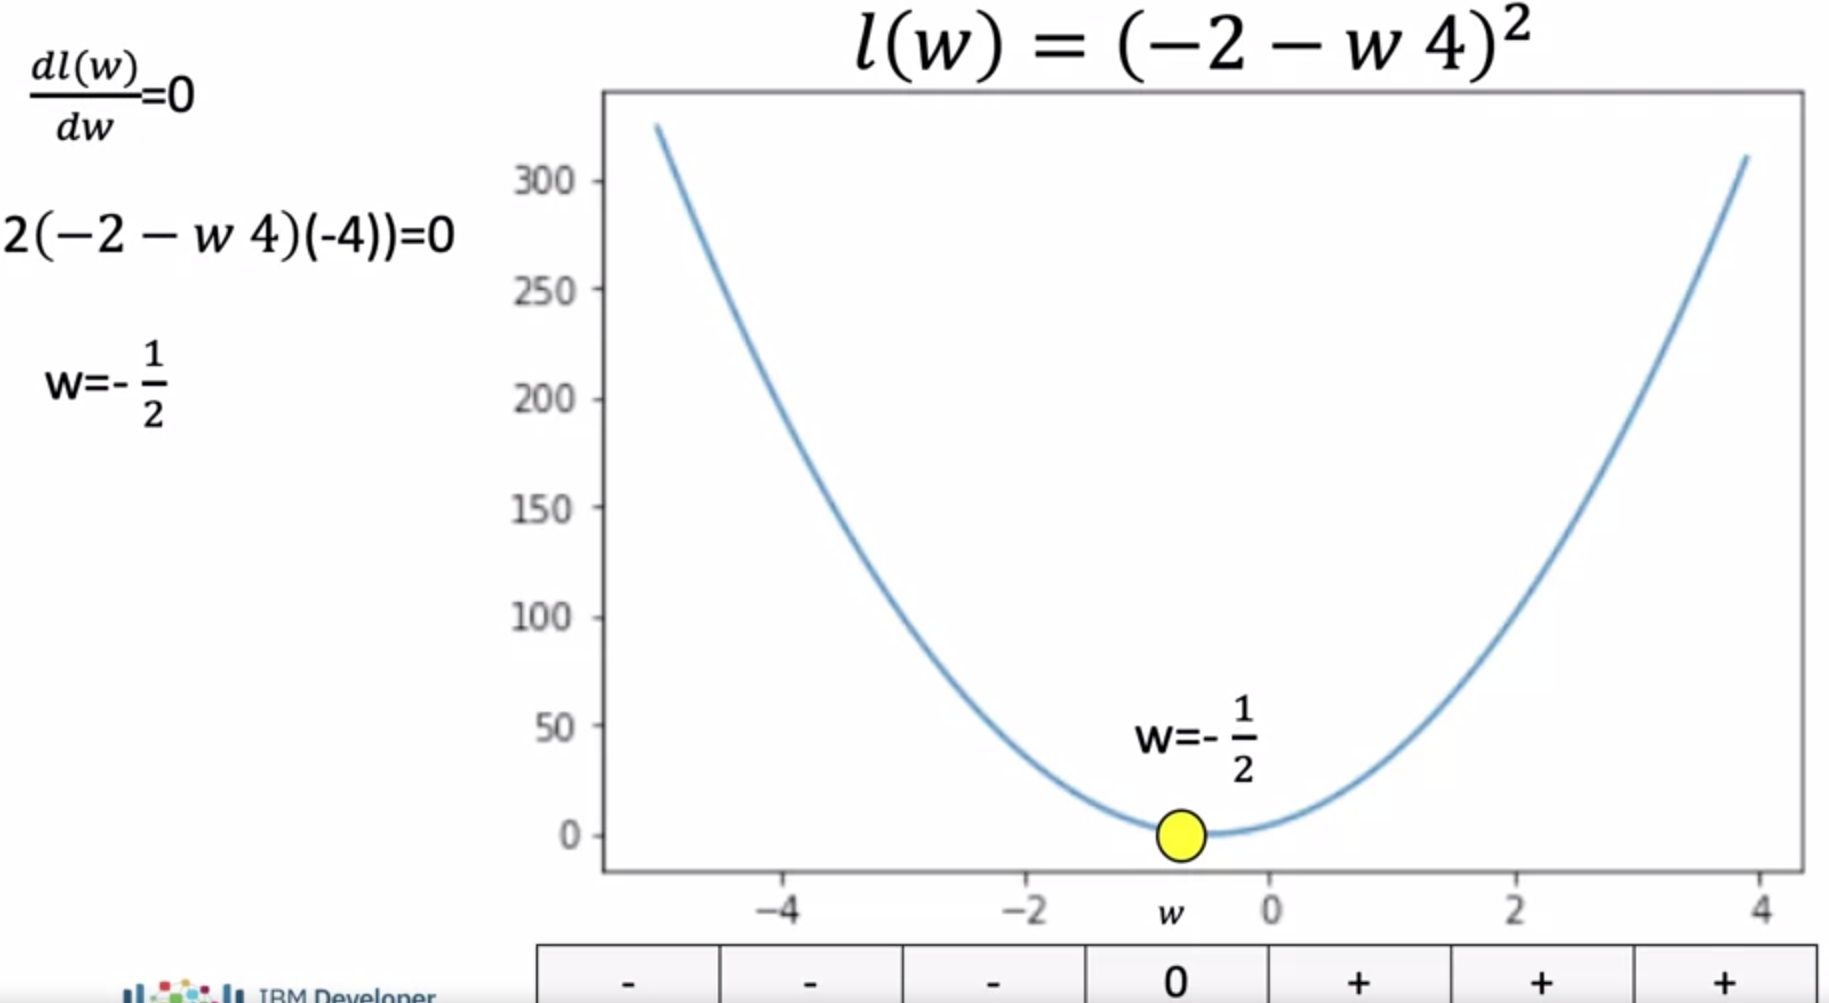 l(w) = (−2 − w 4)²
dl(w)
dw
=0
2(−2 − w 4)(-4))=0
w=- 1
2
300
250
200
150
100
50
0
w=- 1
2
−4 −2 w 0 2 4
- - - 0 + + +
IBM Developer